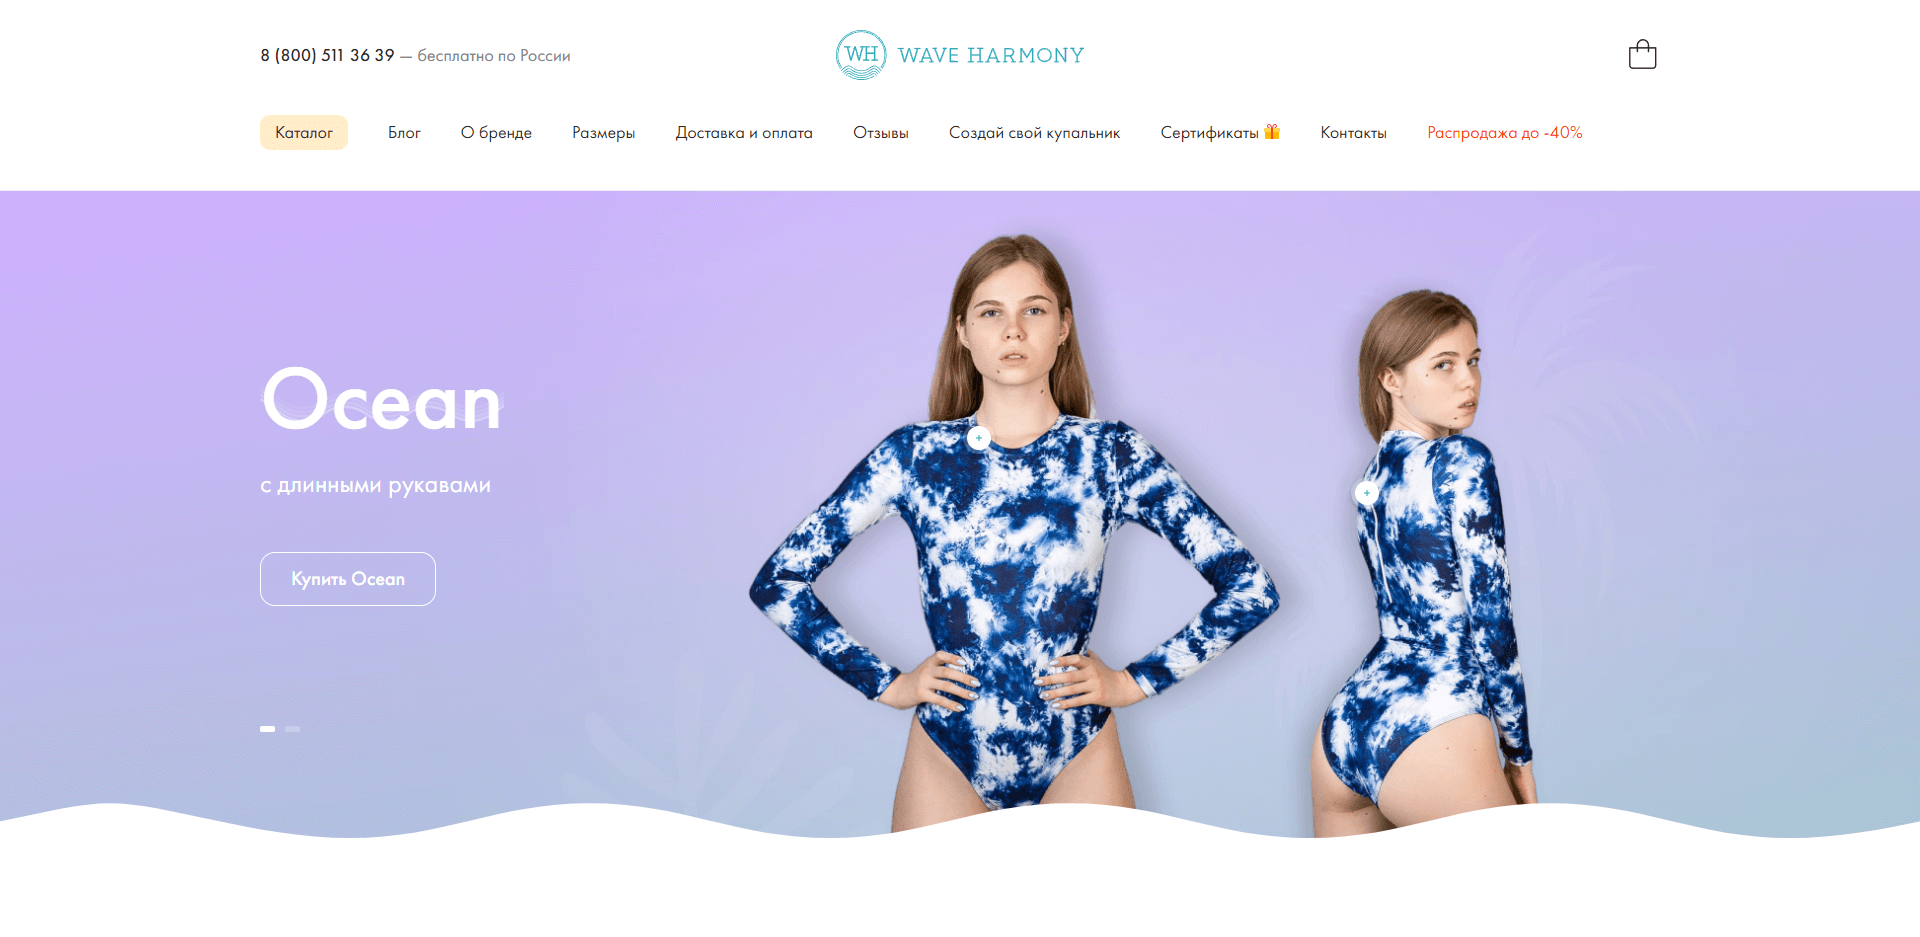 8 (800) 511 36 39 — бесплатно по России
WH WAVE HARMONY
Каталог Блог О бренде Размеры Доставка и оплата Отзывы Создай свой купальник Сертификаты 🎁 Контакты Распродажа до -40%
Ocean
с длинными рукавами
Купить Ocean